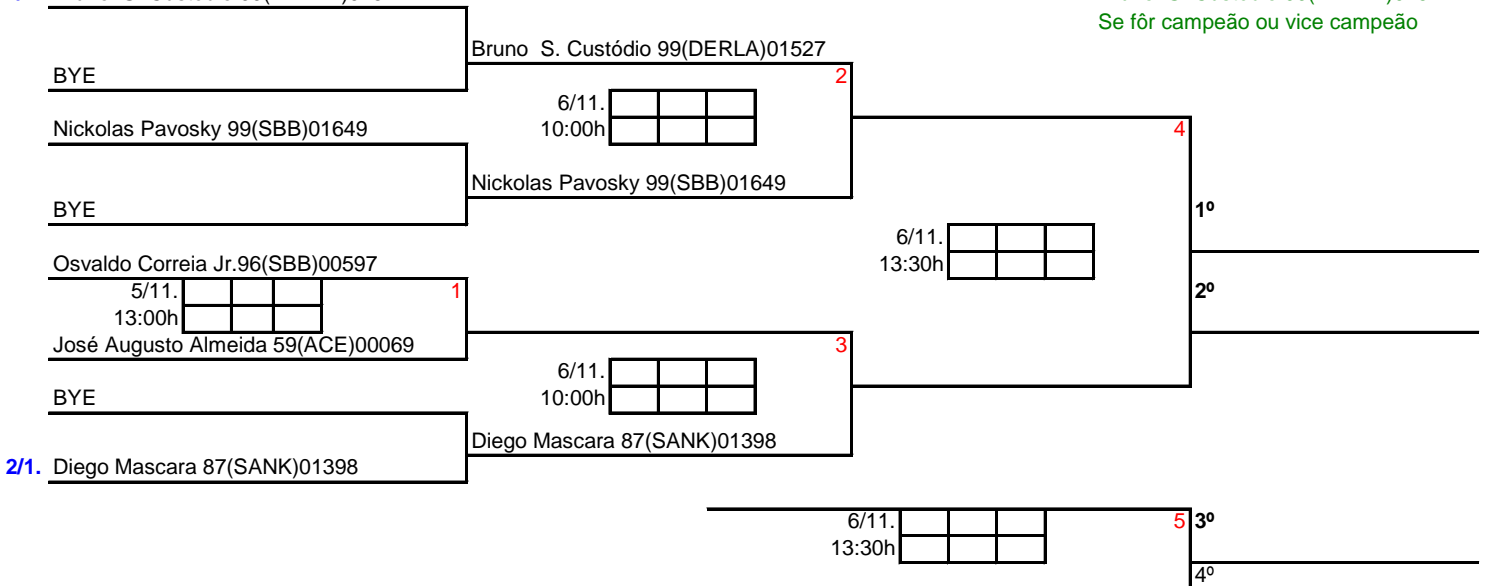 Se fôr campeão ou vice campeão
Bruno  S. Custódio 99(DERLA)01527
BYE
2
6/11.
10:00h
Nickolas Pavosky 99(SBB)01649
4
Nickolas Pavosky 99(SBB)01649
BYE
1º
6/11.
13:30h
Osvaldo Correia Jr.96(SBB)00597
5/11.
1
2º
13:00h
José Augusto Almeida 59(ACE)00069
3
6/11.
10:00h
BYE
Diego Mascara 87(SANK)01398
2/1. Diego Mascara 87(SANK)01398
6/11.
5 3º
13:30h
4º